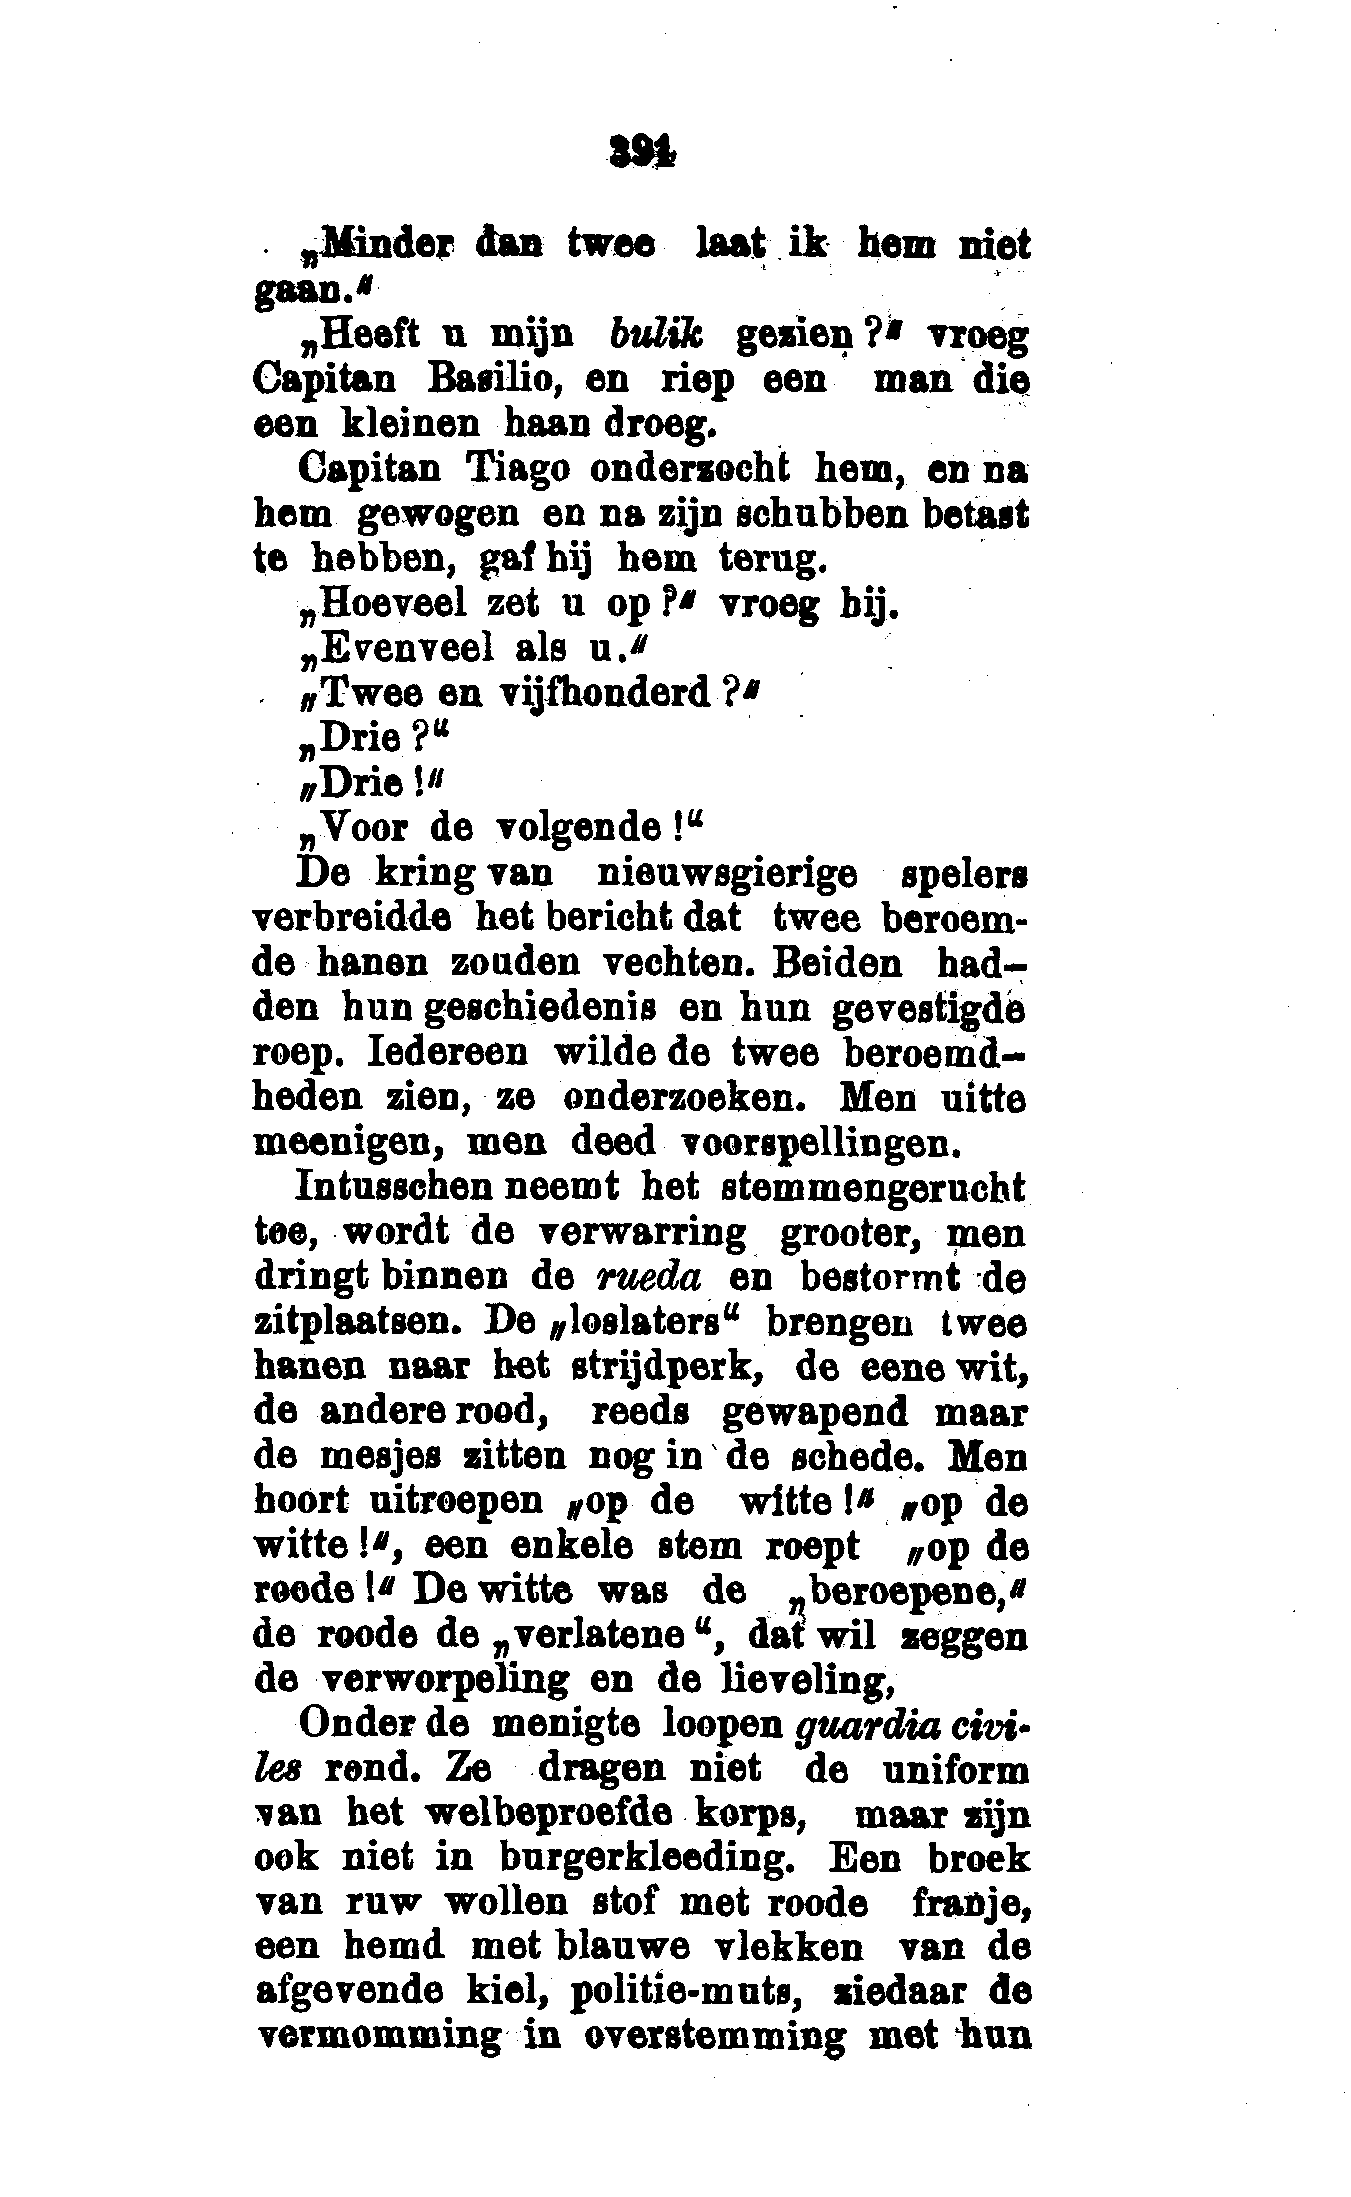 391
„Minder dan twee laat ik hem niet
gaan."
„Heeft u mijn bulik gezien?" vroeg
Capitan Basilio, en riep een man die
een kleinen haan droeg.
Capitan Tiago onderzocht hem, en na
hem gewogen en na zijn schubben betast
te hebben, gaf hij hem terug.
„Hoeveel zet u op?" vroeg hij.
„Evenveel als u."
„Twee en vijfhonderd?"
„Drie?“
„Drie!"
„Voor de volgende!“
De kring van nieuwsgierige spelers
verbreidde het bericht dat twee beroem-
de hanen zouden vechten. Beiden had-
den hun geschiedenis en hun gevestigde
roep. Iedereen wilde de twee beroemd-
heden zien, ze onderzoeken. Men uitte
meenigen, men deed voorspellingen.
Intusschen neemt het stemmengerucht
toe, wordt de verwarring grooter, men
dringt binnen de rueda en bestormt de
zitplaatsen. De „loslaters“ brengen twee
hanen naar het strijdperk, de eene wit,
de andere rood, reeds gewapend maar
de mesjes zitten nog in de schede. Men
hoort uitroepen „op de witte!" „op de
witte!", een enkele stem roept „op de
roode!" De witte was de „beroepene,"
de roode de „verlatene“, dat wil zeggen
de verworpeling en de lieveling,
Onder de menigte loopen guardia civi-
les rond. Ze dragen niet de uniform
van het welbeproefde korps, maar zijn
ook niet in burgerkleeding. Een broek
van ruw wollen stof met roode franje,
een hemd met blauwe vlekken van de
afgevende kiel, politie-muts, ziedaar de
vermomming in overstemming met hun